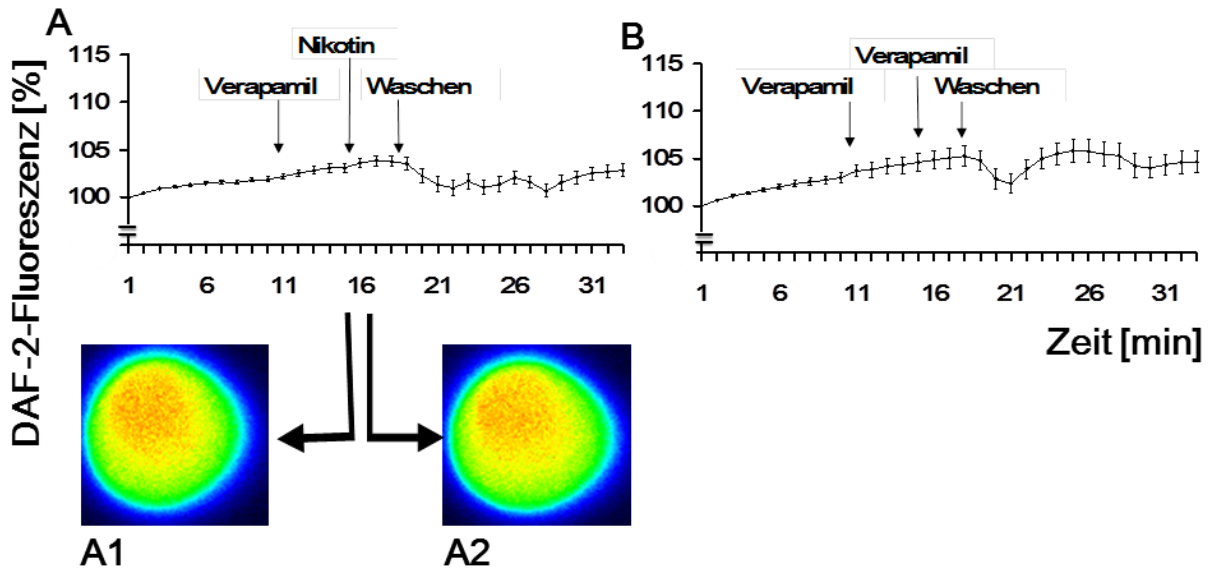 DAF-2-Fluoreszenz [%]
A
Nikotin
Verapamil
Waschen
115
110
105
100
1 6 11 16 21 26 31
B
Verapamil
Verapamil
Waschen
115
110
105
100
1 6 11 16 21 26 31
Zeit [min]
A1
A2